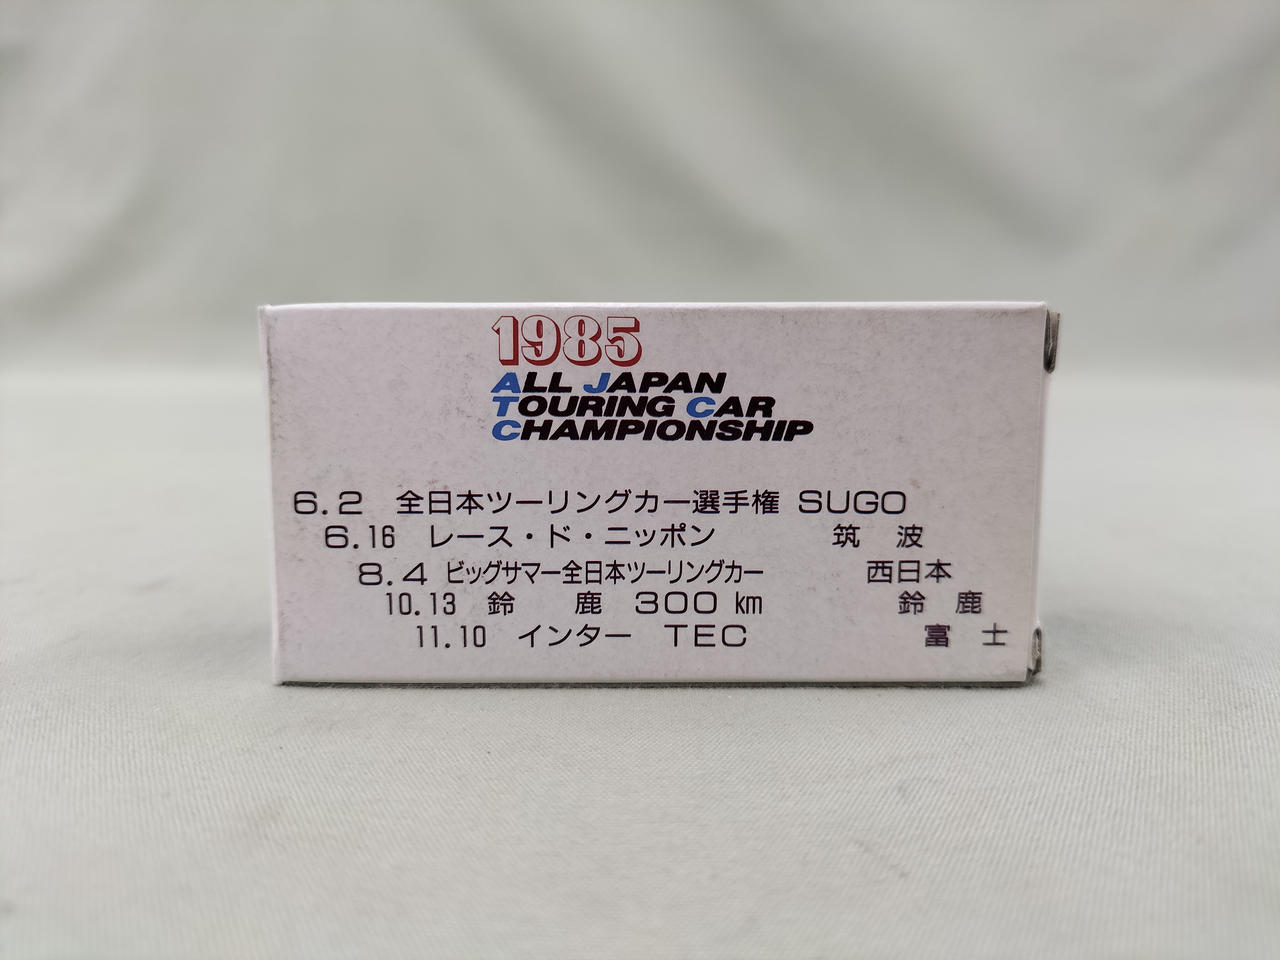 1985
ALL JAPAN
TOURING CAR
CHAMPIONSHIP
6.2 全日本ツーリングカー選手権 SUGO
6.16 レース・ド・ニッポン 筑波
8.4 ビッグサマー全日本ツーリングカー 西日本
10.13 鈴鹿 300 km 鈴鹿
11.10 インター TEC 富士